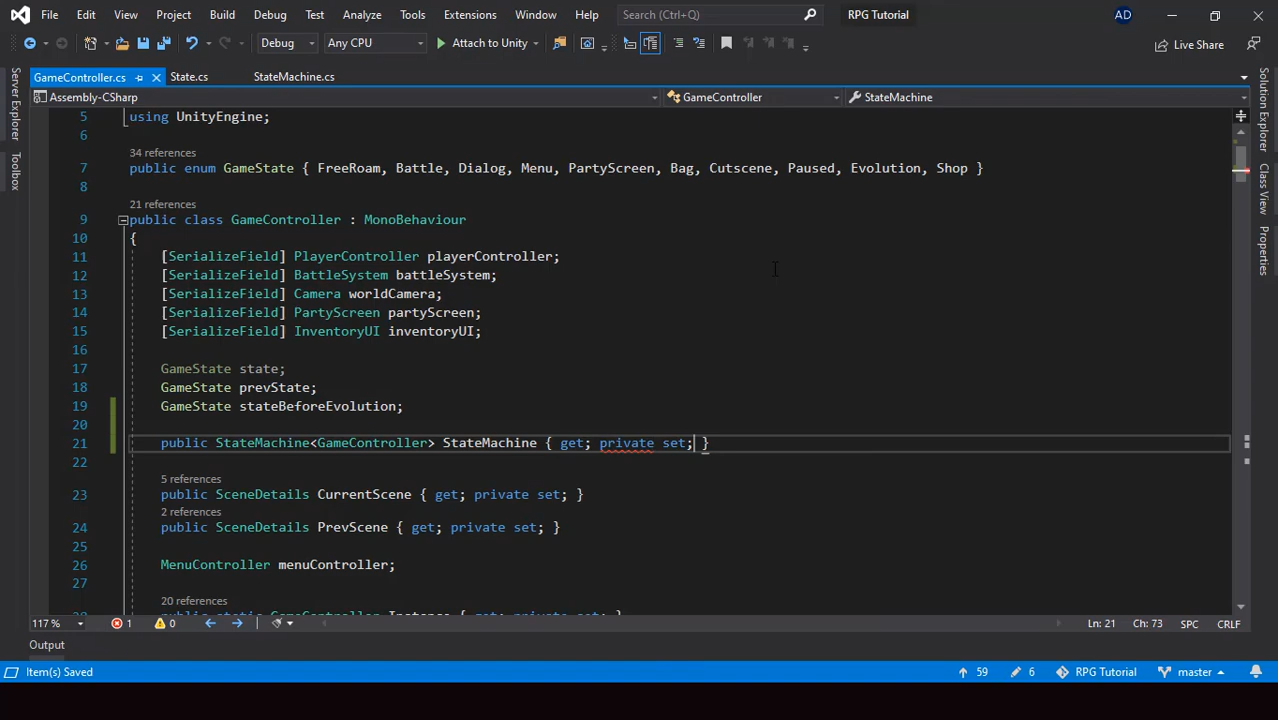 File Edit View Project Build Debug Test Analyze Tools Extensions Window Help Search (Ctrl+Q) RPG Tutorial AD
Debug Any CPU Attach to Unity Live Share
GameController.cs State.cs StateMachine.cs
Assembly-CSharp GameController StateMachine
Server Explorer
Toolbox
Solution Explorer
Class View
Properties
5 using UnityEngine;
6
34 references
7 public enum GameState { FreeRoam, Battle, Dialog, Menu, PartyScreen, Bag, Cutscene, Paused, Evolution, Shop }
8
21 references
9 public class GameController : MonoBehaviour
10 {
11 [SerializeField] PlayerController playerController;
12 [SerializeField] BattleSystem battleSystem;
13 [SerializeField] Camera worldCamera;
14 [SerializeField] PartyScreen partyScreen;
15 [SerializeField] InventoryUI inventoryUI;
16
17 GameState state;
18 GameState prevState;
19 GameState stateBeforeEvolution;
20
21 public StateMachine<GameController> StateMachine { get; private set; }
22
5 references
23 public SceneDetails CurrentScene { get; private set; }
2 references
24 public SceneDetails PrevScene { get; private set; }
25
26 MenuController menuController;
27
20 references
28 public static GameController Instance { get; private set; }
117 % 1 0 Ln: 21 Ch: 73 SPC CRLF
Output
Item(s) Saved 59 6 RPG Tutorial master